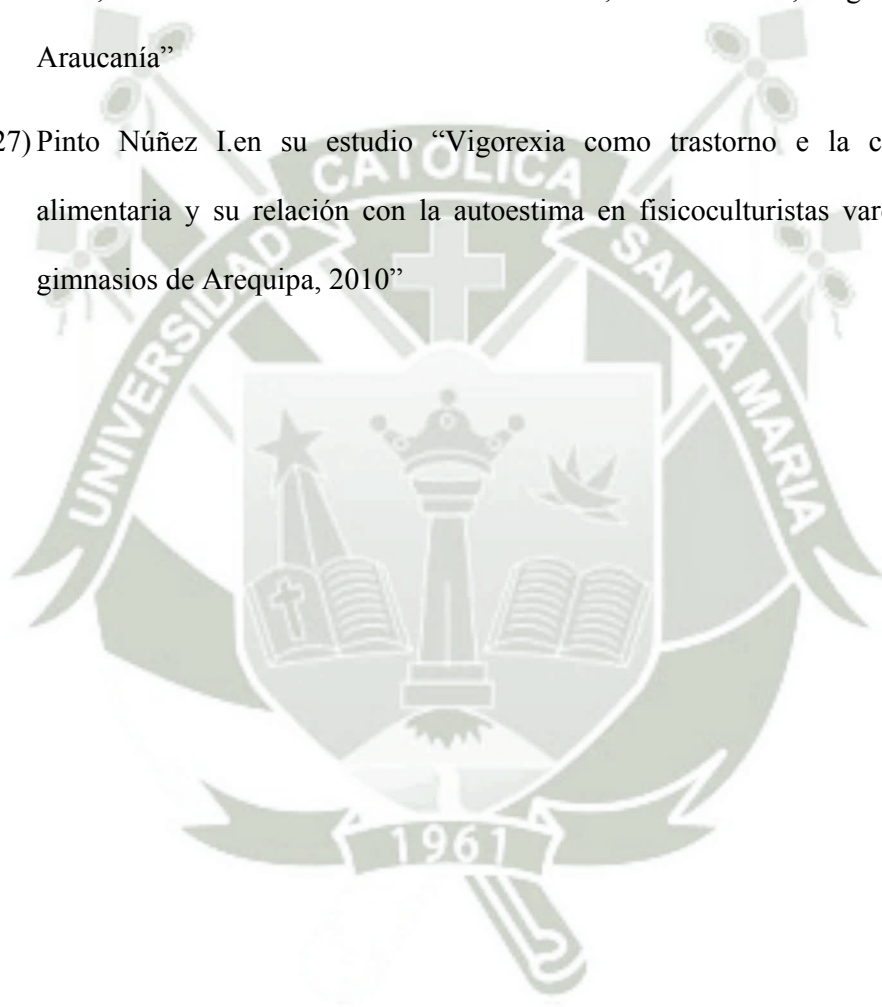 Araucanía”
27) Pinto Núñez I.en su estudio “Vigorexia como trastorno e la c
alimentaria y su relación con la autoestima en fisicoculturistas var
gimnasios de Arequipa, 2010”
UNIVERSIDAD CATOLICA SANTA MARIA
1961